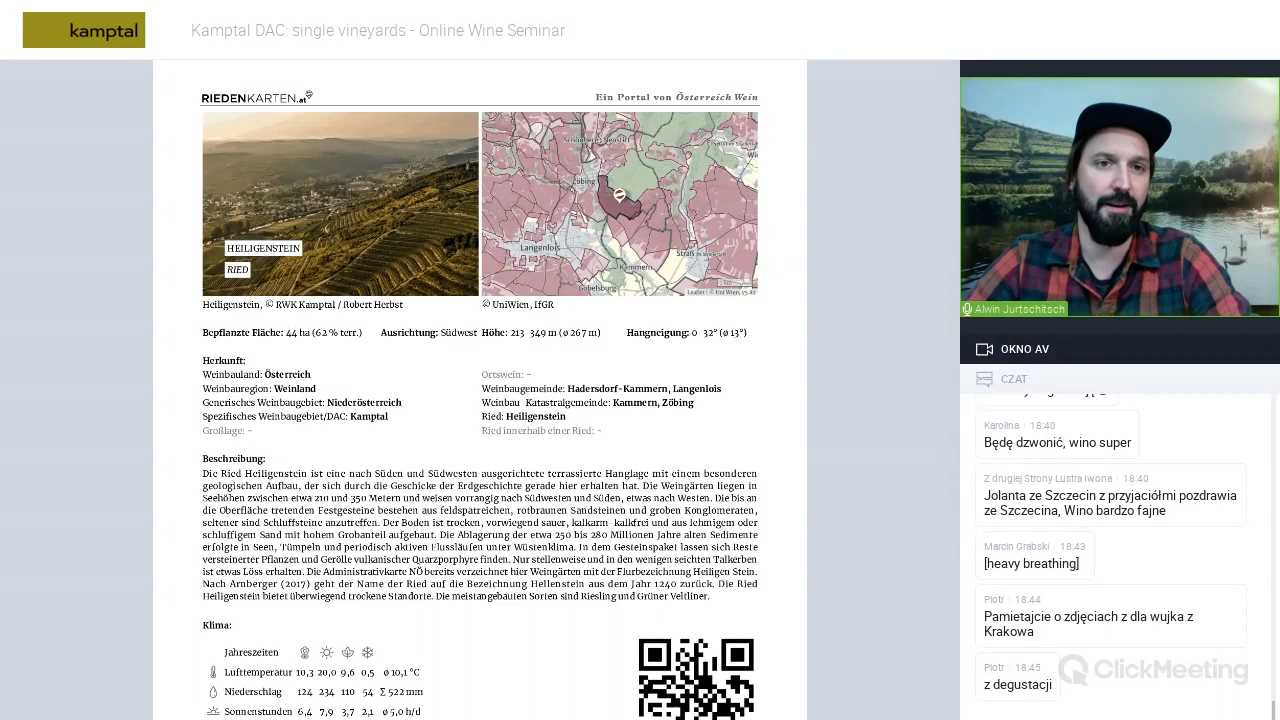 kamptal
Kamptal DAC: single vineyards - Online Wine Seminar
RIEDENKARTEN.at
Ein Portal von Österreich Wein
HEILIGENSTEIN
RIED
Zöbing
Langenlois
Kammern
Straß im Straßertale
Gobelsburg
Heiligenstein, © RWK Kamptal / Robert Herbst
© UniWien, IfGR
Bepflanzte Fläche: 44 ha (62 % terr.) Ausrichtung: Südwest Höhe: 213 349 m (ø 267 m) Hangneigung: 0 32° (ø 13°)
Herkunft:
Weinbauland: Österreich
Ortswein: -
Weinbauregion: Weinland
Weinbaugemeinde: Hadersdorf-Kammern, Langenlois
Generisches Weinbaugebiet: Niederösterreich
Weinbau Katastralgemeinde: Kammern, Zöbing
Spezifisches Weinbaugebiet/DAC: Kamptal
Ried: Heiligenstein
Großlage: -
Ried innerhalb einer Ried: -
Beschreibung:
Die Ried Heiligenstein ist eine nach Süden und Südwesten ausgerichtete terrassierte Hanglage mit einem besonderen
geologischen Aufbau, der sich durch die Geschicke der Erdgeschichte gerade hier erhalten hat. Die Weingärten liegen in
Seehöhen zwischen etwa 210 und 350 Metern und weisen vorrangig nach Südwesten und Süden, etwas nach Westen. Die bis an
die Oberfläche tretenden Festgesteine bestehen aus feldspatreichen, rotbraunen Sandsteinen und groben Konglomeraten,
seltener sind Schluffsteine anzutreffen. Der Boden ist trocken, vorwiegend sauer, kalkarm kalkfrei und aus lehmigem oder
schluffigem Sand mit hohem Grobanteil aufgebaut. Die Ablagerung der etwa 250 bis 280 Millionen Jahre alten Sedimente
erfolgte in Seen, Tümpeln und periodisch aktiven Flussläufen unter Wüstenklima. In dem Gesteinspaket lassen sich Reste
versteinerter Pflanzen und Gerölle vulkanischer Quarzporphyre finden. Nur stellenweise und in den wenigen seichten Talkerben
ist etwas Löss erhalten. Die Administrativkarte NÖ bereits verzeichnet hier Weingärten mit der Flurbezeichnung Heiligen Stein.
Nach Arnberger (2017) geht der Name der Ried auf die Bezeichnung Hellenstein aus dem Jahr 1240 zurück. Die Ried
Heiligenstein bietet überwiegend trockene Standorte. Die meistangebauten Sorten sind Riesling und Grüner Veltliner.
Klima:
Jahreszeiten
Lufttemperatur 10,3 20,0 9,6 0,5 ø 10,1 °C
Niederschlag 124 234 110 54 Σ 522 mm
Sonnenstunden 6,4 7,9 3,7 2,1 ø 5,0 h/d
Alwin Jurtschitsch
OKNO AV
CZAT
Karolina 18:40
Będę dzwonić, wino super
Z drugiej Strony Lustra Iwona 18:40
Jolanta ze Szczecin z przyjaciółmi pozdrawia
ze Szczecina, Wino bardzo fajne
Marcin Grabski 18:43
[heavy breathing]
Piotr 18:44
Pamietajcie o zdjęciach z dla wujka z
Krakowa
Piotr 18:45
z degustacji
ClickMeeting